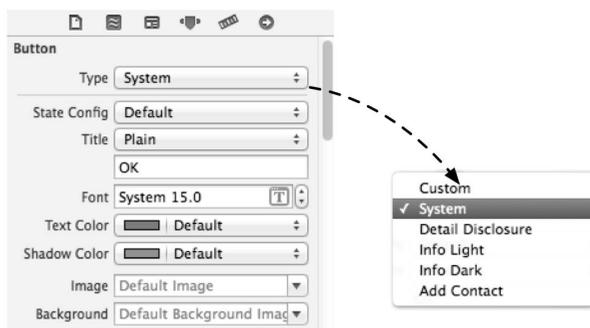 Button
Type System
State Config Default
Title Plain
OK
Font System 15.0 T
Text Color Default
Shadow Color Default
Image Default Image
Background Default Background Imag
Custom
✓ System
Detail Disclosure
Info Light
Info Dark
Add Contact